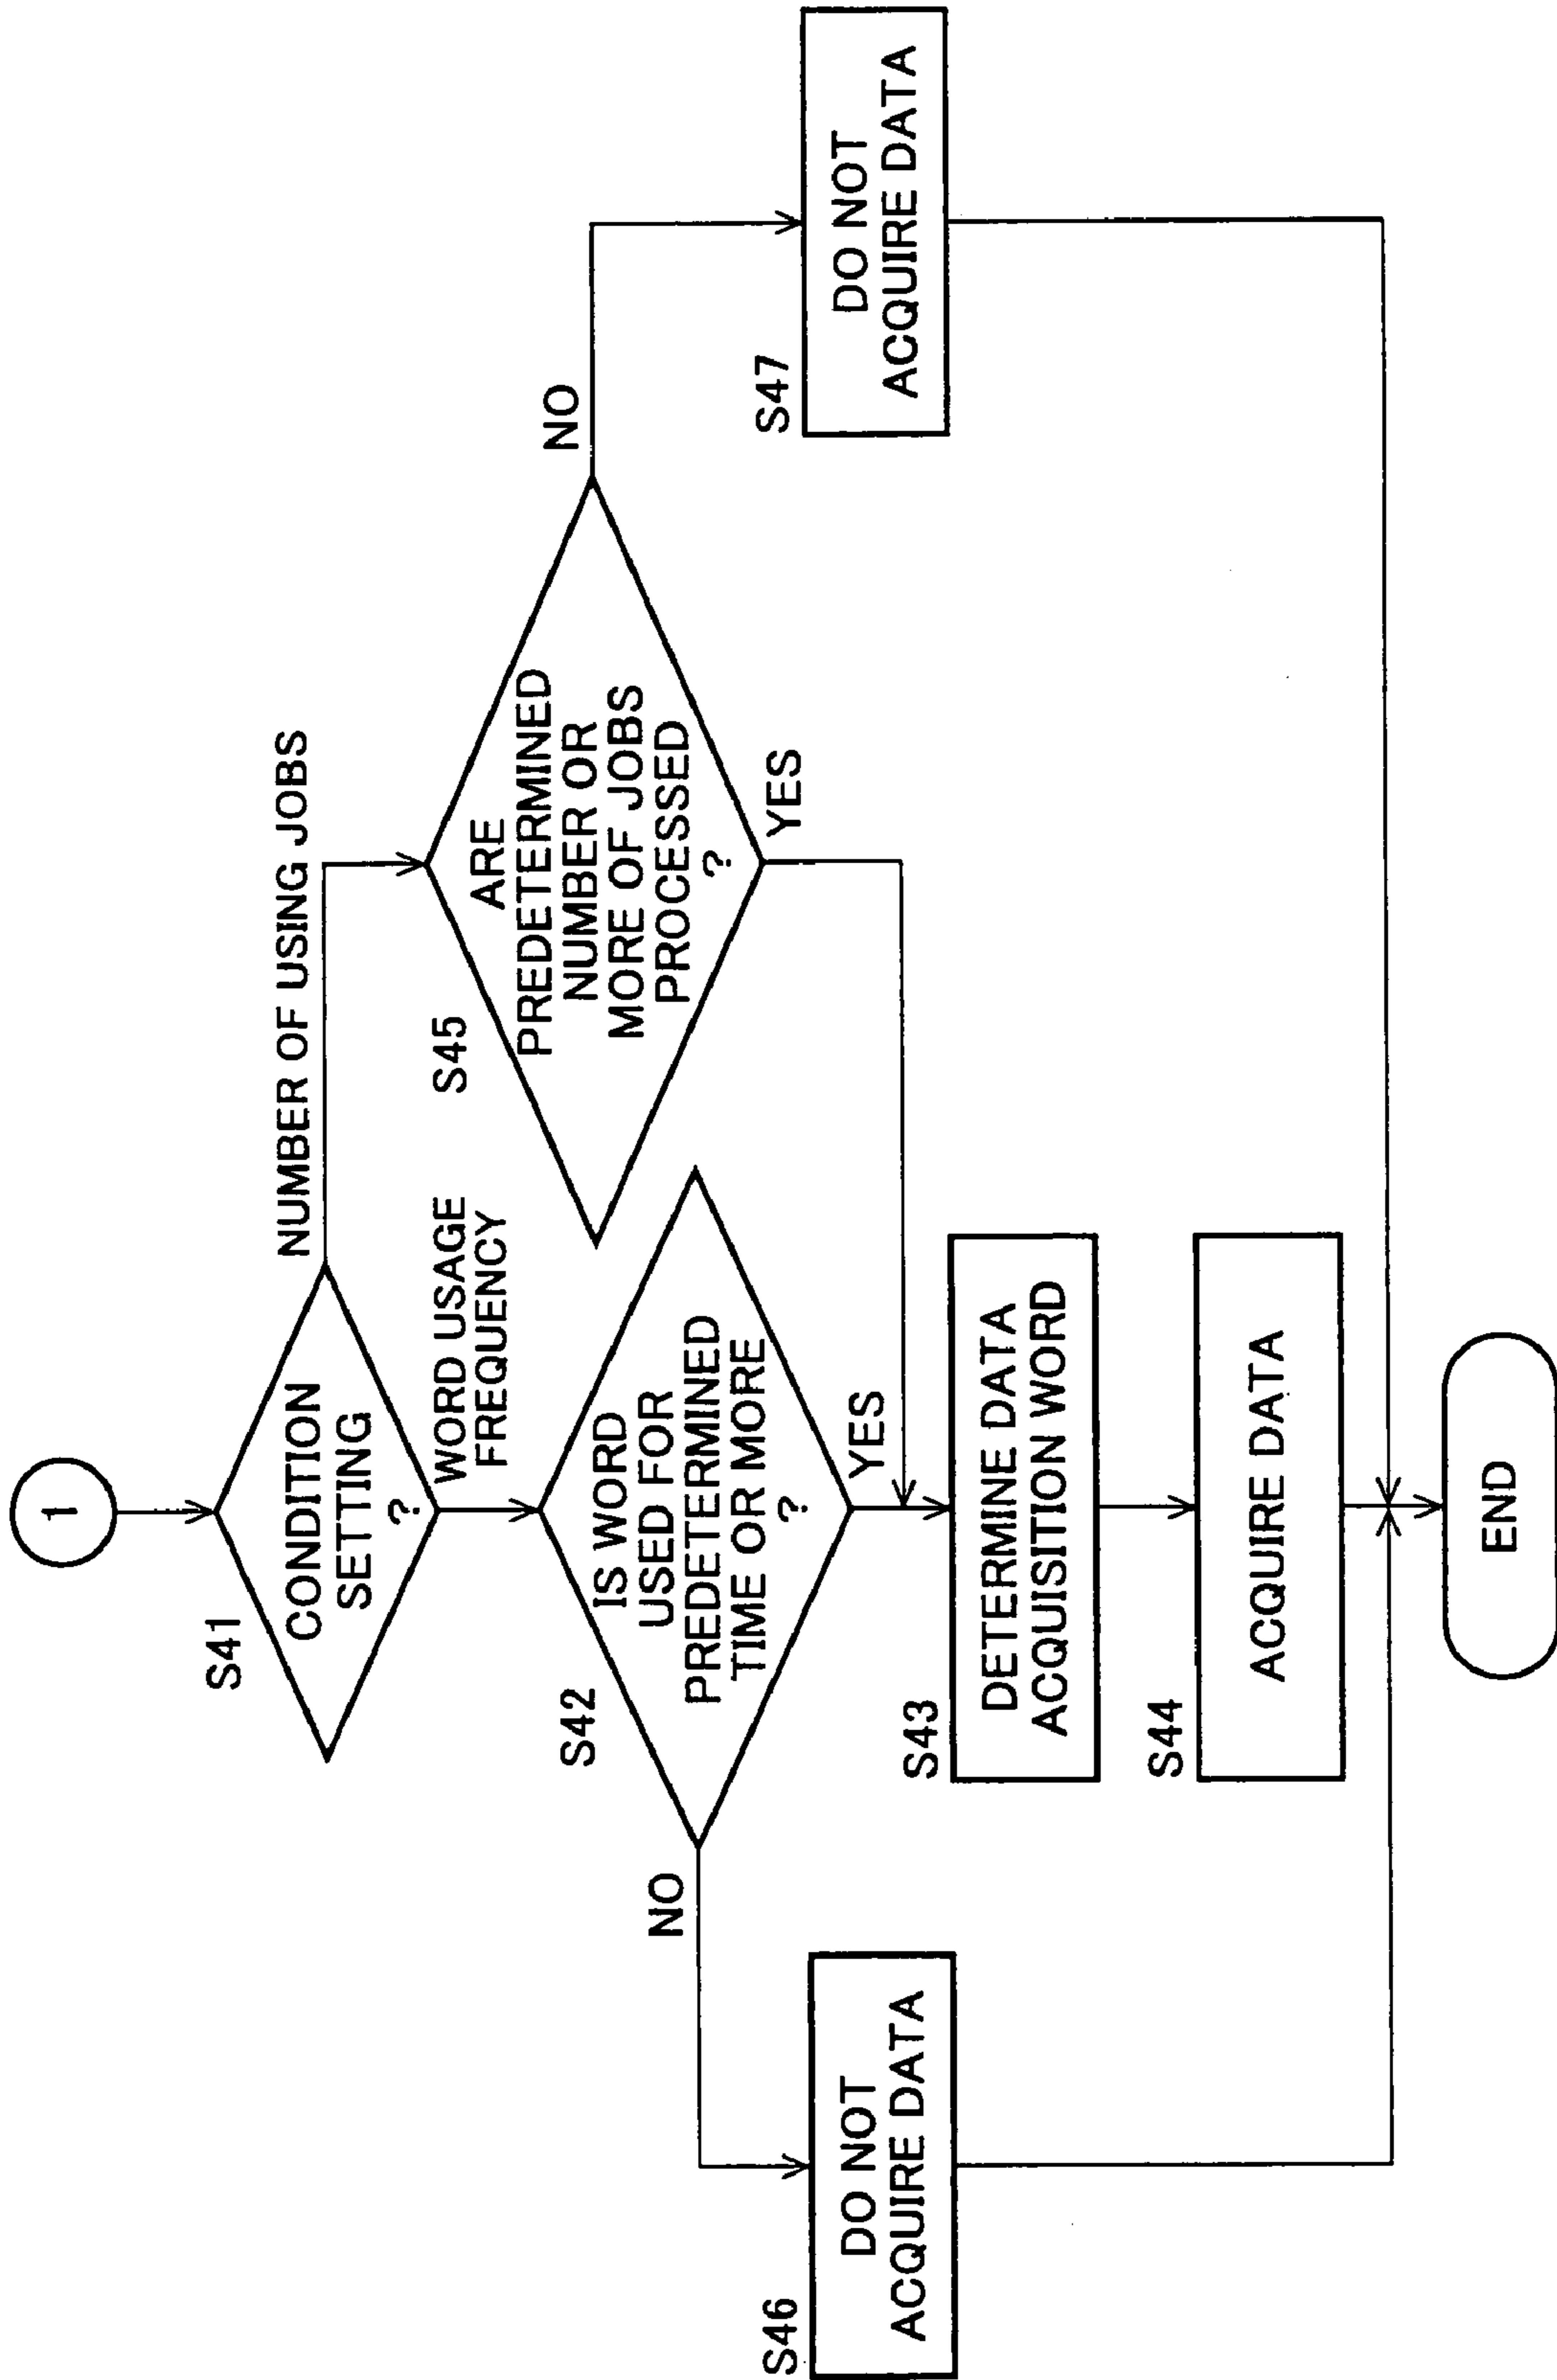 1
S41
CONDITION
SETTING
?
NUMBER OF USING JOBS
WORD USAGE
FREQUENCY
S42
IS WORD
USED FOR
PREDETERMINED
TIME OR MORE
?
NO
YES
S45
ARE
PREDETERMINED
NUMBER OR
MORE OF JOBS
PROCESSED
?
NO
YES
S46
DO NOT
ACQUIRE DATA
S43
DETERMINE DATA
ACQUISITION WORD
S47
DO NOT
ACQUIRE DATA
S44
ACQUIRE DATA
END